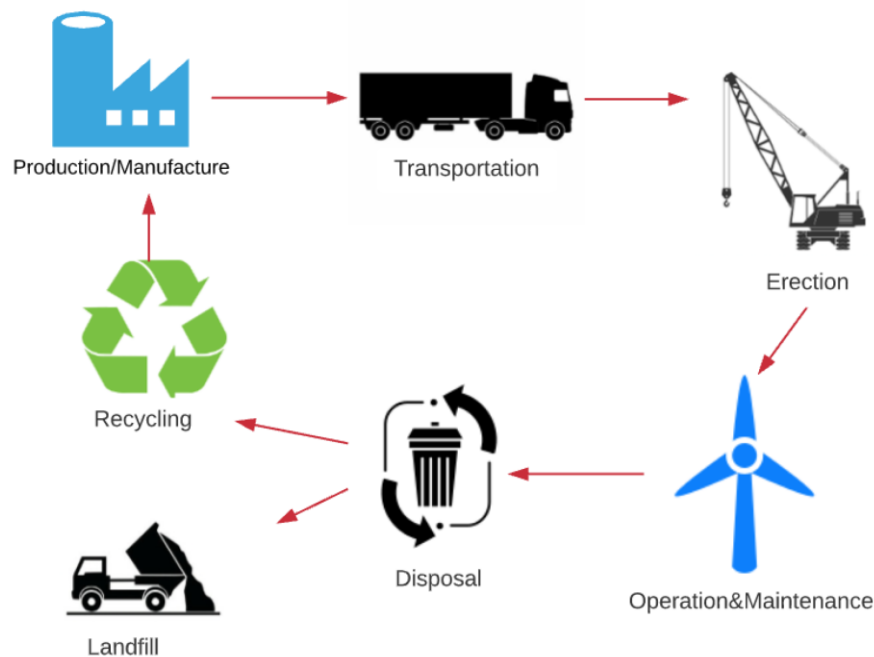 Production/Manufacture
Transportation
Erection
Recycling
Disposal
Operation&Maintenance
Landfill